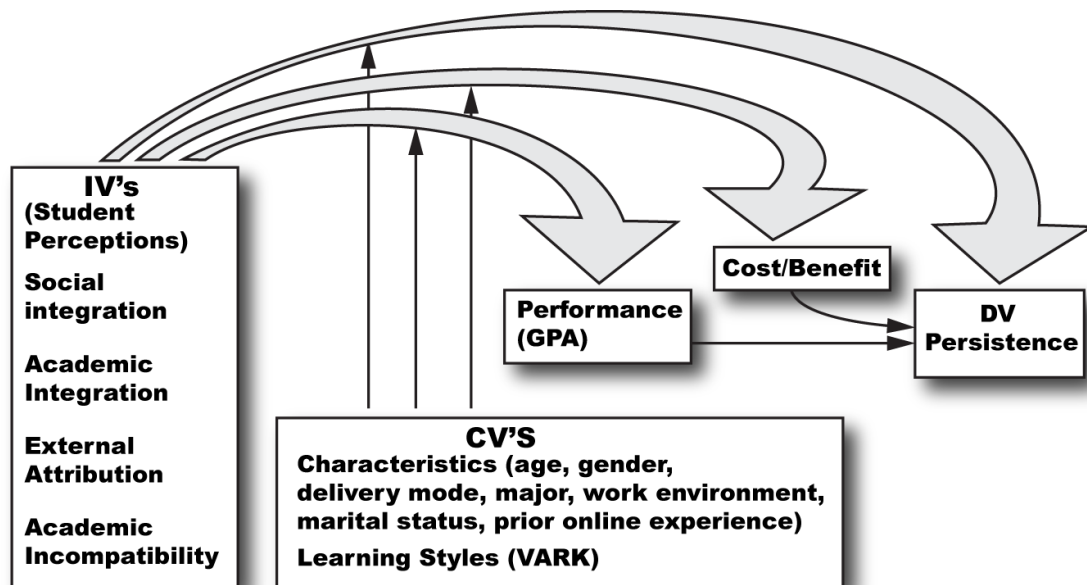 IV's
(Student
Perceptions)
Social
integration
Academic
Integration
External
Attribution
Academic
Incompatibility
Performance
(GPA)
Cost/Benefit
DV
Persistence
CV'S
Characteristics (age, gender,
delivery mode, major, work environment,
marital status, prior online experience)
Learning Styles (VARK)